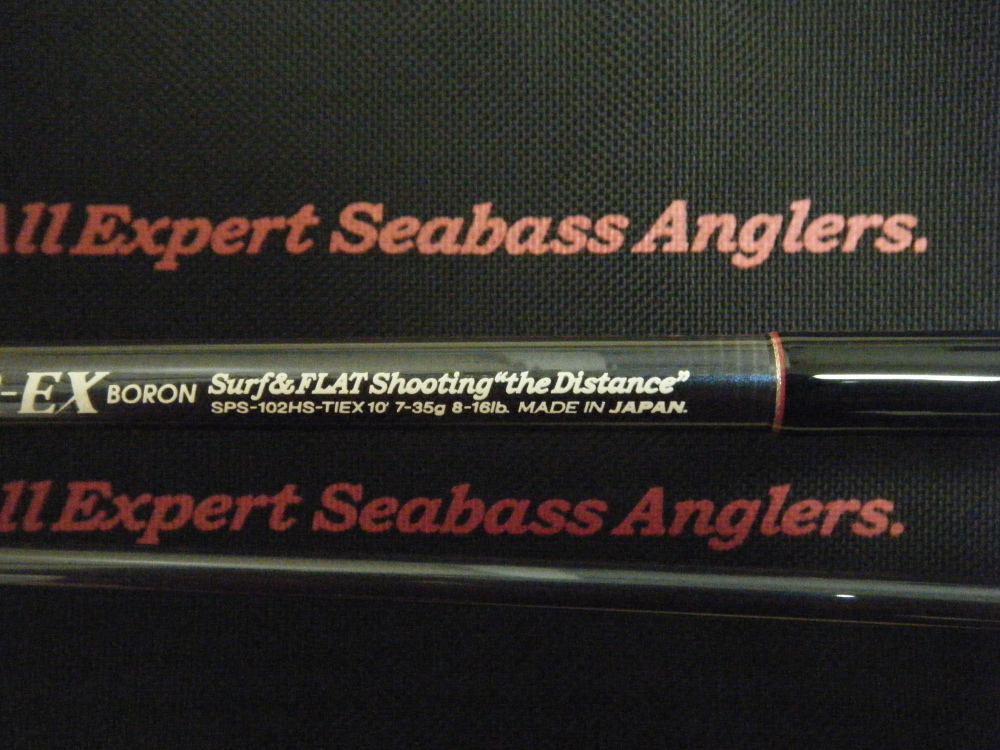 All Expert Seabass Anglers.
-EX BORON Surf&FLAT Shooting“the Distance”
SPS-102HS-TIEX 10' 7-35g 8-16lb. MADE IN JAPAN.
ll Expert Seabass Anglers.